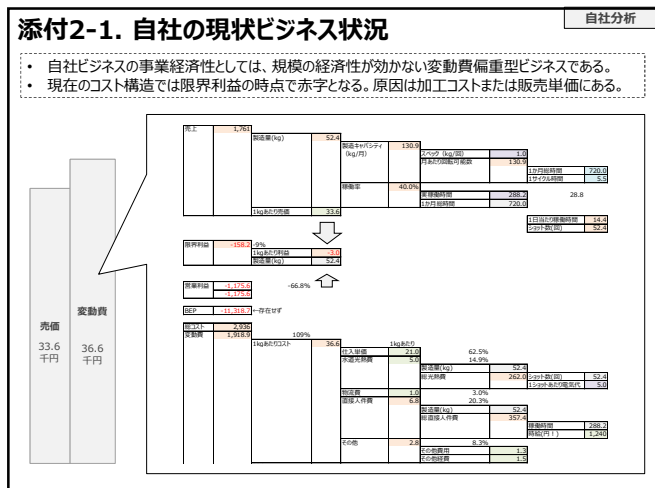 自社分析
添付2-1. 自社の現状ビジネス状況
• 自社ビジネスの事業経済性としては、規模の経済性が効かない変動費偏重型ビジネスである。
• 現在のコスト構造では限界利益の時点で赤字となる。原因は加工コストまたは販売単価にある。
売価
33.6
千円
変動費
36.6
千円
売上 1,761
製造量(kg) 52.4
製造キャパシティ 130.9
(kg/月) スペック (kg/回) 1.0
月あたり回転可能数 130.9
1か月総時間 720.0
1サイクル時間 5.5
稼働率 40.0%
実稼働時間 288.2 28.8
1か月総時間 720.0
1kgあたり売価 33.6
1日当たり稼働時間 14.4
ショット数(回) 52.4
限界利益 -158.2 -9%
1kgあたり利益 -3.0
製造量(kg) 52.4
営業利益 -1,175.6 -66.8%
-1,175.6
BEP -11,318.7 ←存在せず
総コスト 2,936
変動費 1,918.9 109%
1kgあたりコスト 36.6 1kgあたり
仕入単価 21.0 62.5%
水道光熱費 5.0 14.9%
製造量(kg) 52.4
総光熱費 262.0 ショット数(回) 52.4
1ショットあたり電気代 5.0
物流費 1.0 3.0%
直接人件費 6.8 20.3%
製造量(kg) 52.4
総直接人件費 357.4
稼働時間 288.2
時給(円!) 1,240
その他 2.8 8.3%
その他費用 1.3
その他経費 1.5